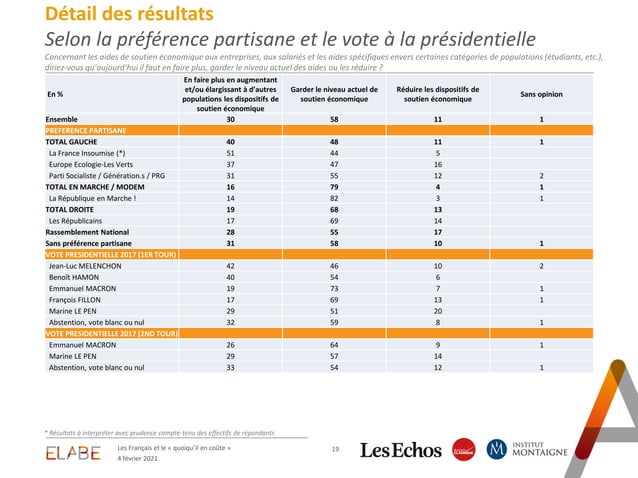 Détail des résultats
Selon la préférence partisane et le vote à la présidentielle
Concernant les aides de soutien économique aux entreprises, aux salariés et les aides spécifiques envers certaines catégories de populations (étudiants, etc.),
diriez-vous qu'aujourd'hui il faut en faire plus, garder le niveau actuel des aides ou les réduire ?
En % En faire plus en augmentant et/ou élargissant à d'autres populations les dispositifs de soutien économique Garder le niveau actuel de soutien économique Réduire les dispositifs de soutien économique Sans opinion
Ensemble 30 58 11 1
PREFERENCE PARTISANE
TOTAL GAUCHE 40 48 11 1
La France Insoumise (*) 51 44 5
Europe Ecologie-Les Verts 37 47 16
Parti Socialiste / Génération.s / PRG 31 55 12 2
TOTAL EN MARCHE / MODEM 16 79 4 1
La République en Marche ! 14 82 3 1
TOTAL DROITE 19 68 13
Les Républicains 17 69 14
Rassemblement National 28 55 17
Sans préférence partisane 31 58 10 1
VOTE PRESIDENTIELLE 2017 (1ER TOUR)
Jean-Luc MELENCHON 42 46 10 2
Benoît HAMON 40 54 6
Emmanuel MACRON 19 73 7 1
François FILLON 17 69 13 1
Marine LE PEN 29 51 20
Abstention, vote blanc ou nul 32 59 8 1
VOTE PRESIDENTIELLE 2017 (2ND TOUR)
Emmanuel MACRON 26 64 9 1
Marine LE PEN 29 57 14
Abstention, vote blanc ou nul 33 54 12 1
* Résultats à interpréter avec prudence compte-tenu des effectifs de répondants
ELABE
Les Français et le « quoiqu'il en coûte »
4 février 2021
19
Les Echos
RADIO CLASSIQUE
INSTITUT
MONTAIGNE